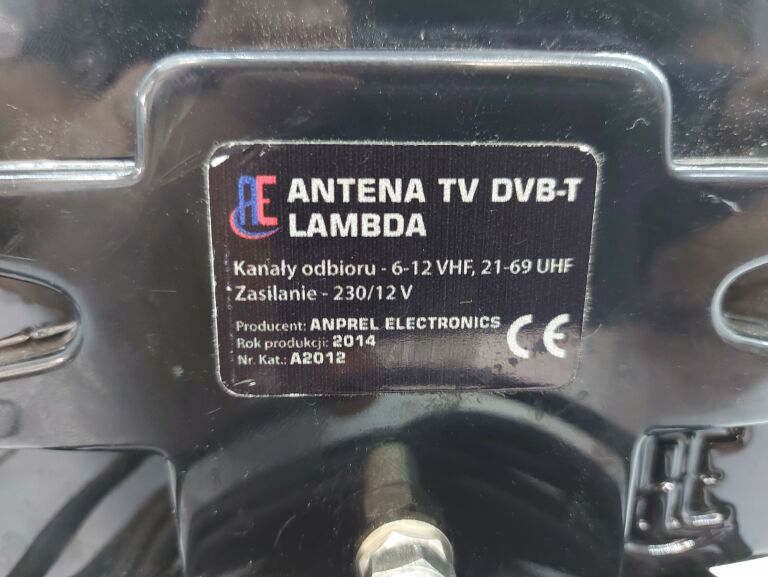 AE ANTENA TV DVB-T
LAMBDA
Kanały odbioru - 6-12 VHF, 21-69 UHF
Zasilanie - 230/12 V
Producent: ANPREL ELECTRONICS
Rok produkcji: 2014
Nr. Kat.: A2012
CE
AE